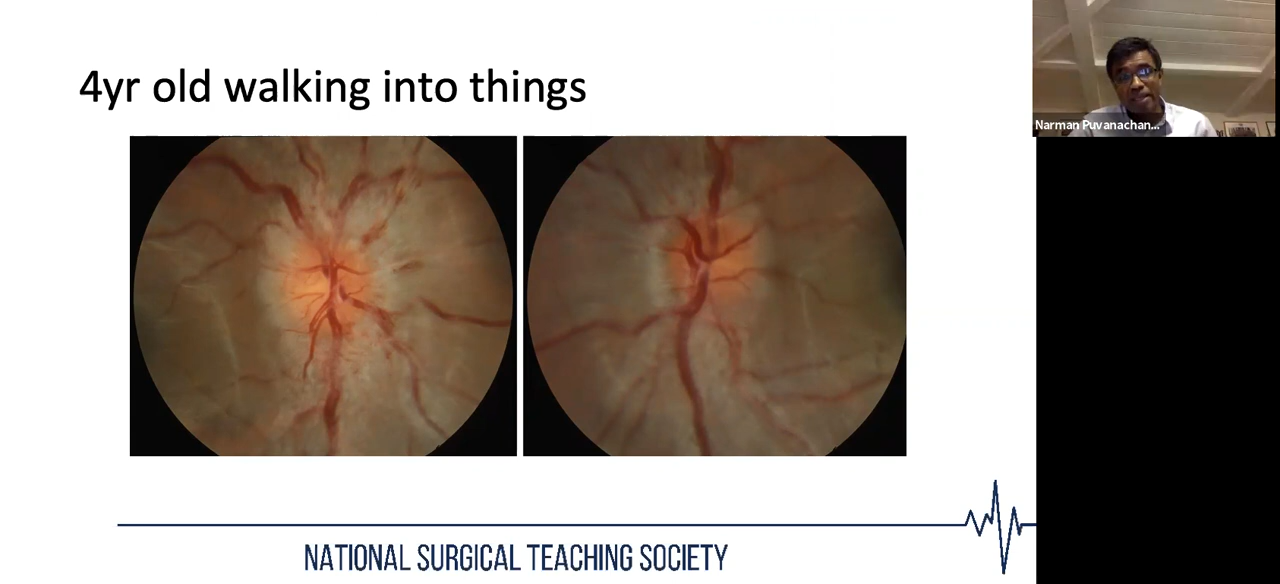 4yr old walking into things
Narman Puvanachan...
NATIONAL SURGICAL TEACHING SOCIETY